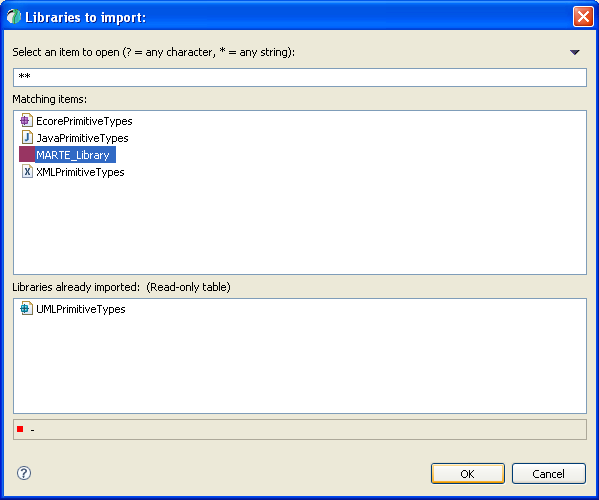 Libraries to import:
Select an item to open (? = any character, * = any string):
**
Matching items:
EcorePrimitiveTypes
JavaPrimitiveTypes
MARTE_Library
XMLPrimitiveTypes
Libraries already imported: (Read-only table)
UMLPrimitiveTypes
-
OK Cancel